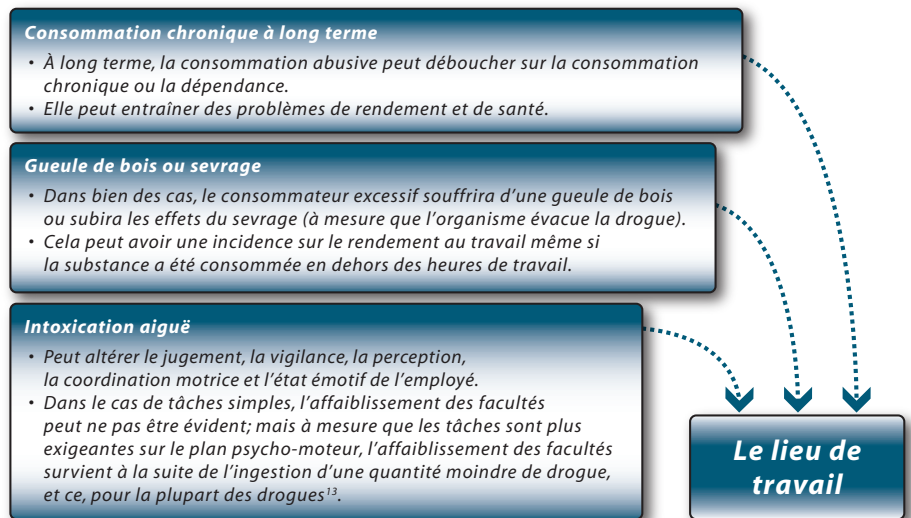 Consommation chronique à long terme
• À long terme, la consommation abusive peut déboucher sur la consommation
chronique ou la dépendance.
• Elle peut entraîner des problèmes de rendement et de santé.
Gueule de bois ou sevrage
• Dans bien des cas, le consommateur excessif souffrira d'une gueule de bois
ou subira les effets du sevrage (à mesure que l'organisme évacue la drogue).
• Cela peut avoir une incidence sur le rendement au travail même si
la substance a été consommée en dehors des heures de travail.
Intoxication aiguë
• Peut altérer le jugement, la vigilance, la perception,
la coordination motrice et l'état émotif de l'employé.
• Dans le cas de tâches simples, l'affaiblissement des facultés
peut ne pas être évident; mais à mesure que les tâches sont plus
exigeantes sur le plan psycho-moteur, l'affaiblissement des facultés
survient à la suite de l'ingestion d'une quantité moindre de drogue,
et ce, pour la plupart des drogues¹³.
Le lieu de
travail